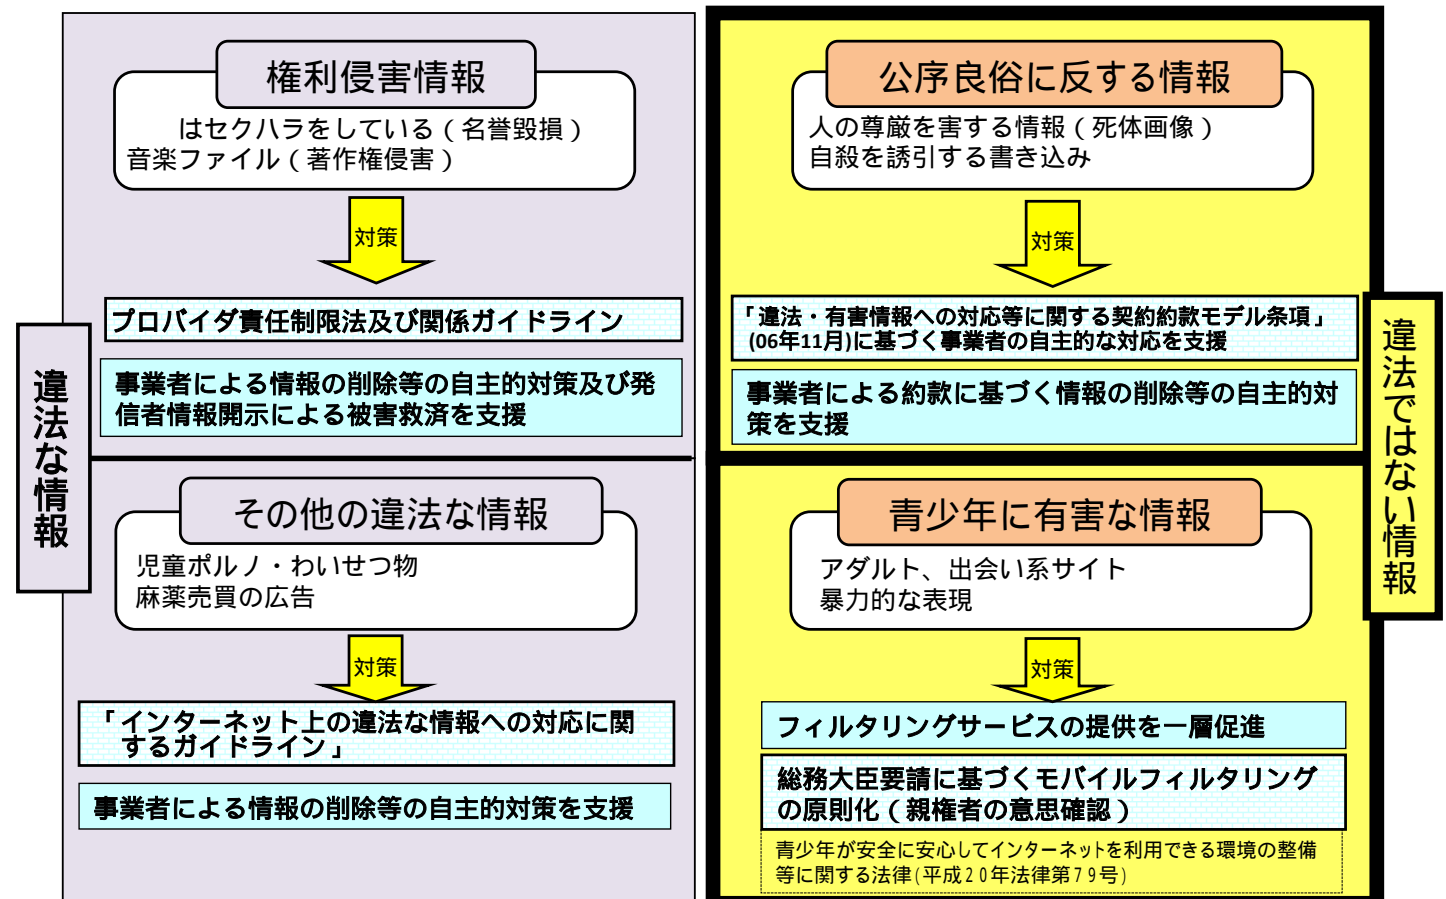 権利侵害情報
はセクハラをしている（名誉毀損）
音楽ファイル（著作権侵害）
対策
プロバイダ責任制限法及び関係ガイドライン
事業者による情報の削除等の自主的対策及び発
信者情報開示による被害救済を支援
違法な情報
その他の違法な情報
児童ポルノ・わいせつ物
麻薬売買の広告
対策
「インターネット上の違法な情報への対応に関
するガイドライン」
事業者による情報の削除等の自主的対策を支援
公序良俗に反する情報
人の尊厳を害する情報（死体画像）
自殺を誘引する書き込み
対策
「違法・有害情報への対応等に関する契約約款モデル条項」
(06年11月)に基づく事業者の自主的な対応を支援
事業者による約款に基づく情報の削除等の自主的対
策を支援
違法ではない情報
青少年に有害な情報
アダルト、出会い系サイト
暴力的な表現
対策
フィルタリングサービスの提供を一層促進
総務大臣要請に基づくモバイルフィルタリング
の原則化（親権者の意思確認）
青少年が安全に安心してインターネットを利用できる環境の整備
等に関する法律(平成２０年法律第７９号)